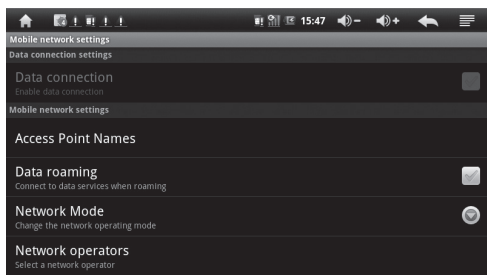 15:47
Mobile network settings
Data connection settings
Data connection
Enable data connection
Mobile network settings
Access Point Names
Data roaming
Connect to data services when roaming
Network Mode
Change the network operating mode
Network operators
Select a network operator